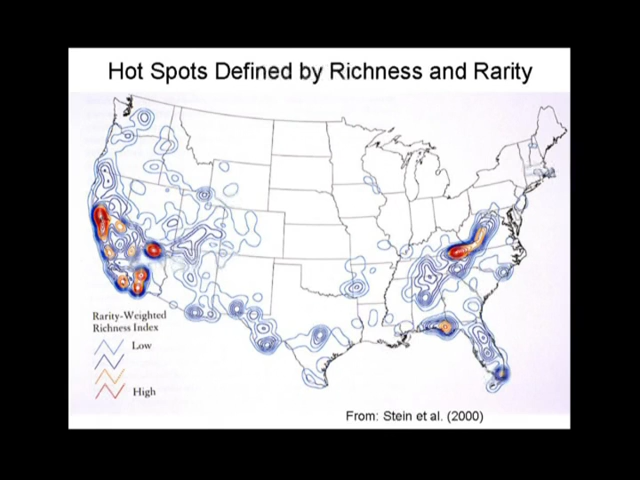 Hot Spots Defined by Richness and Rarity
Rarity-Weighted
Richness Index
Low
High
From: Stein et al. (2000)